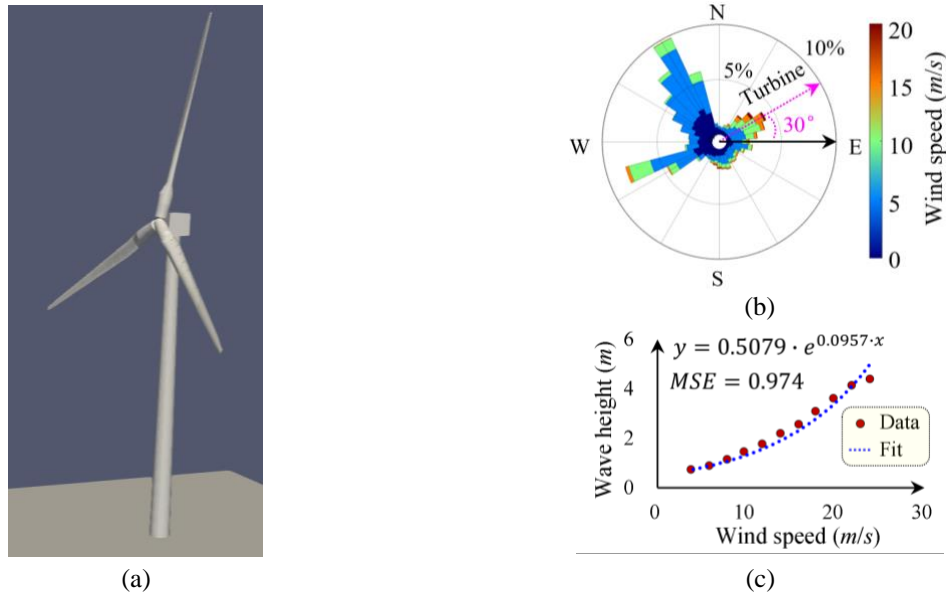 N
10%
5%
Turbine
30°
W
E
S
20
15
10
5
0
Wind speed (m/s)
(b)
6
4
2
0
Wave height (m)
y = 0.5079 · e^{0.0957·x}
MSE = 0.974
Data
Fit
0
10
20
30
Wind speed (m/s)
(a)
(c)